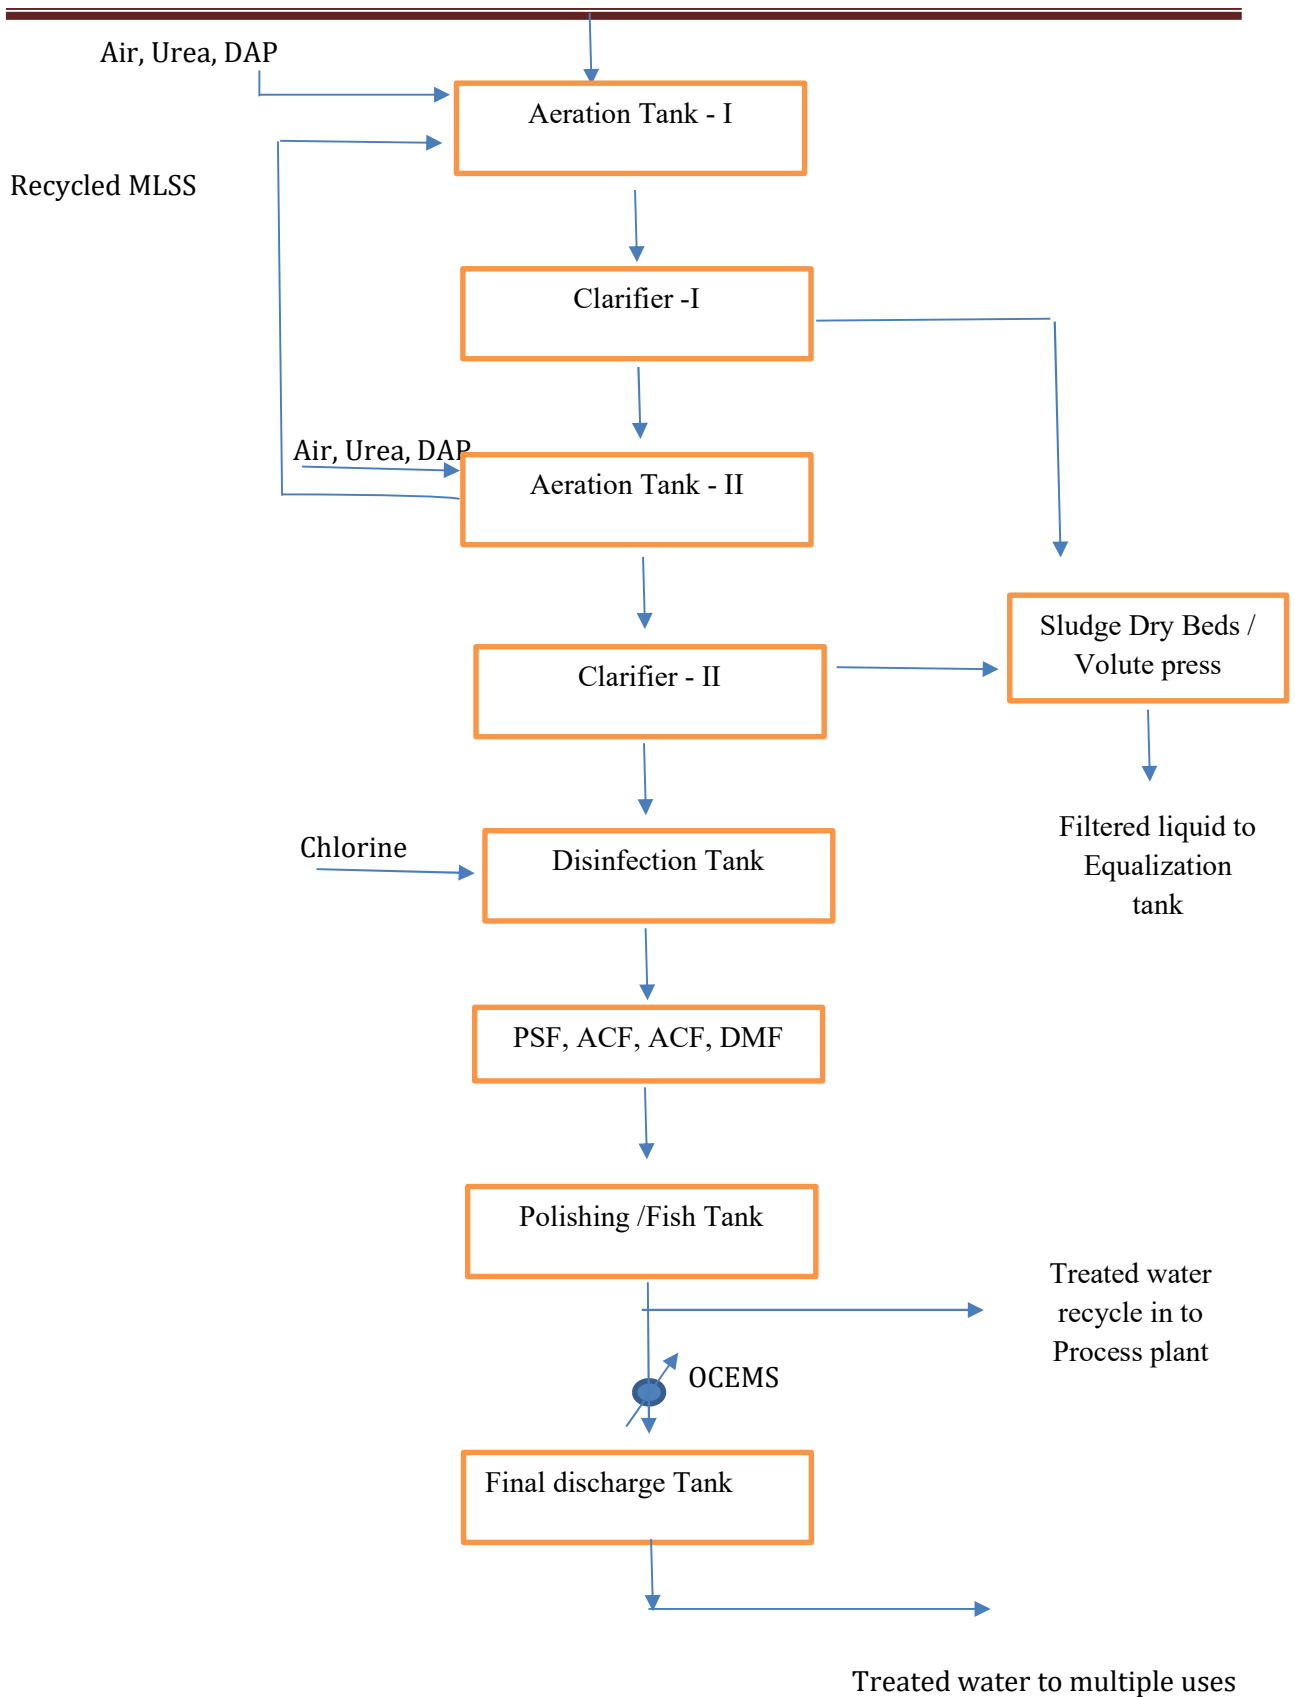 Air, Urea, DAP
Aeration Tank - I
Recycled MLSS
Clarifier -I
Air, Urea, DAP
Aeration Tank - II
Sludge Dry Beds /
Volute press
Clarifier - II
Filtered liquid to
Equalization
tank
Chlorine
Disinfection Tank
PSF, ACF, ACF, DMF
Polishing /Fish Tank
Treated water
recycle in to
Process plant
OCEMS
Final discharge Tank
Treated water to multiple uses